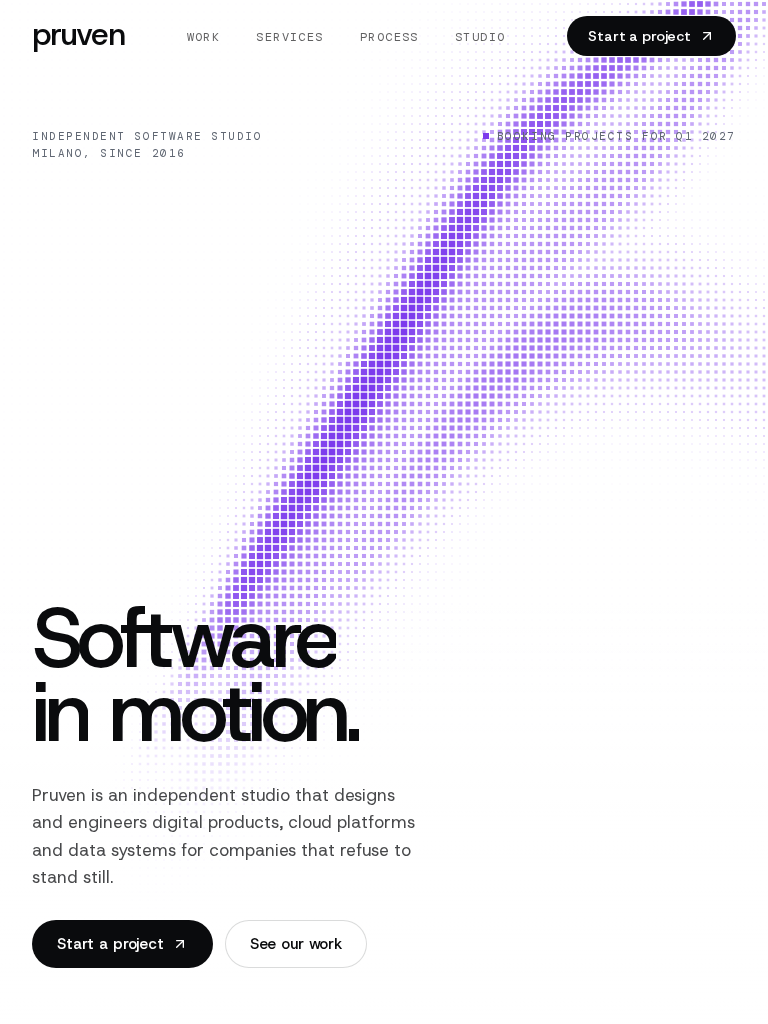 pruven
WORK SERVICES PROCESS STUDIO
Start a project
INDEPENDENT SOFTWARE STUDIO
MILANO, SINCE 2016
BOOKING PROJECTS FOR Q1 2027
Software
in motion.
Pruven is an independent studio that designs
and engineers digital products, cloud platforms
and data systems for companies that refuse to
stand still.
Start a project
See our work